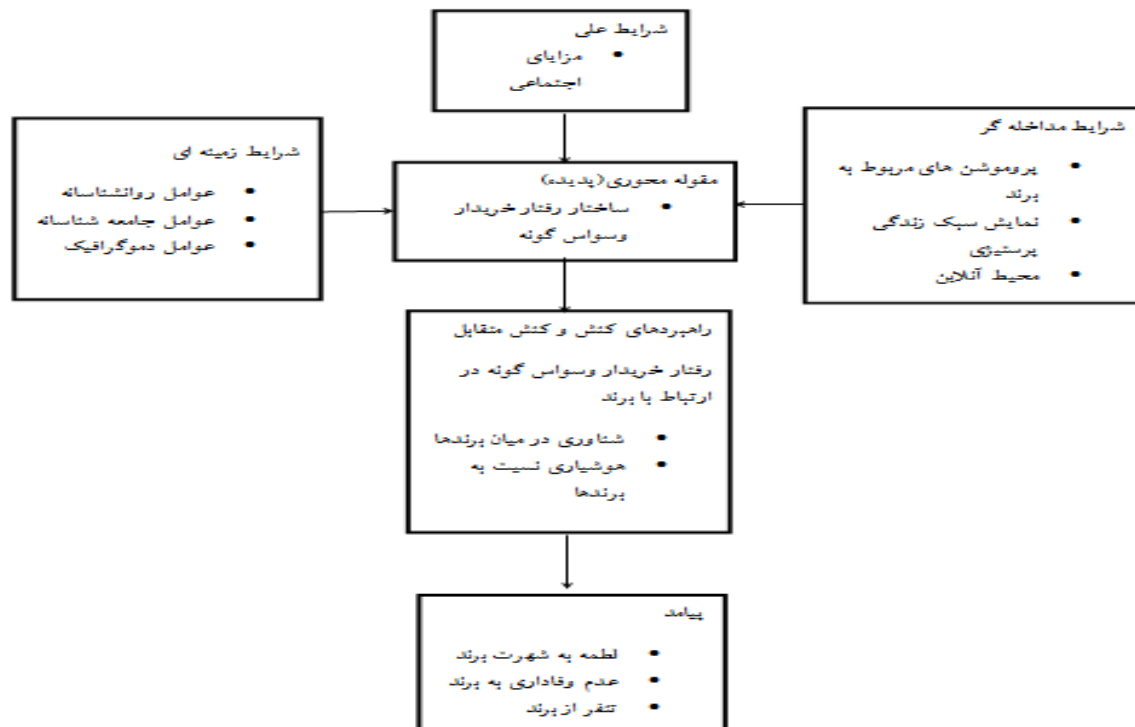 شرایط علی
• مزایای
اجتماعی
شرایط مداخله گر
• پروموشن های مربوط به
برند
• نمایش سبک زندگی
پرستیژی
• محیط آنلاین
مقوله محوری(پدیده)
• ساختار رفتار خریدار
وسواس گونه
شرایط زمینه ای
• عوامل روانشناسانه
• عوامل جامعه شناسانه
• عوامل دموگرافیک
راهبردهای کنش و کنش متقابل
رفتار خریدار وسواس گونه در
ارتباط با برند
• شناوری در میان برندها
• هوشیاری نسبت به
برندها
پیامد
• لطمه به شهرت برند
• عدم وفاداری به برند
• تنفر از برند